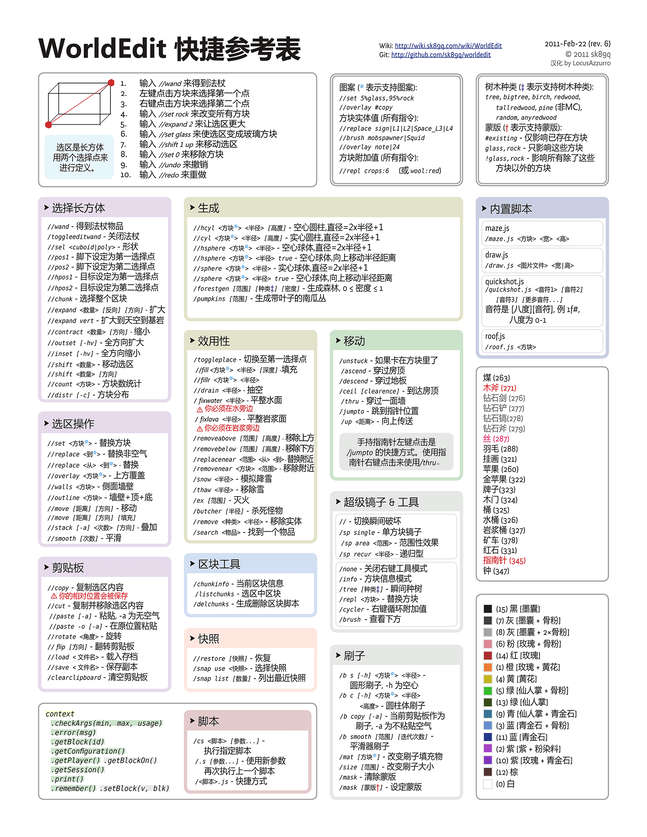 WorldEdit 快捷参考表
Wiki: http://wiki.sk89q.com/wiki/WorldEdit
Git: http://github.com/sk89q/worldedit
2011-Feb-22 (rev. 6)
© 2011 sk89q
汉化 by LocusAzzurro
选区是长方体
用两个选择点来
进行定义。
1. 输入 //wand 来得到法杖
2. 左键点击方块来选择第一个点
3. 右键点击方块来选择第二个点
4. 输入 //set rock 来改变所有方块
5. 输入 //expand 2 来让选区更大
6. 输入 //set glass 来使选区变成玻璃方块
7. 输入 //shift 1 up 来移动选区
8. 输入 //set 0 来移除方块
9. 输入 //undo 来撤销
10. 输入 //redo 来重做
图案 (* 表示支持图案):
//set 5%glass,95%rock
//overlay #copy
方块实体值 (所有指令):
//replace sign|L1|L2|Space_L3|L4
//brush mobspawner|Squid
//overlay note|24
方块附加值 (所有指令):
//repl crops:6 (或 wool:red)
树木种类 (‡ 表示支持树木种类):
tree, bigtree, birch, redwood,
tallredwood, pine (非MC),
random, anyredwood
蒙版 († 表示支持蒙版):
#existing - 仅影响已存在方块
glass,rock - 只影响这些方块
!glass,rock - 影响所有除了这些
方块以外的方块
选择长方体
//wand - 得到法杖物品
/toggleeditwand - 关闭法杖
//sel <cuboid|poly> - 形状
//pos1 - 脚下设定为第一选择点
//pos2 - 脚下设定为第二选择点
//hpos1 - 目标设定为第一选择点
//hpos2 - 目标设定为第二选择点
//chunk - 选择整个区块
//expand <数量> [反向] [方向] - 扩大
//expand vert - 扩大到天空到基岩
//contract <数量> [方向] - 缩小
//outset [-hv] - 全方向扩大
//inset [-hv] - 全方向缩小
//shift <数量> - 移动选区
//shift <数量> [方向]
//count <方块> - 方块数统计
//distr [-c] - 方块分布
生成
//hcyl <方块*> <半径> [高度] - 空心圆柱,直径=2x半径+1
//cyl <方块*> <半径> [高度] - 实心圆柱,直径=2x半径+1
//hsphere <方块*> <半径> - 空心球体,直径=2x半径+1
//hsphere <方块*> <半径> true - 空心球体,向上移动半径距离
//sphere <方块*> <半径> - 实心球体,直径=2x半径+1
//sphere <方块*> <半径> true - 空心球体,向上移动半径距离
/forestgen [范围] [种类‡] [密度] - 生成森林, 0 ≤ 密度 ≤ 1
/pumpkins [范围] - 生成带叶子的南瓜丛
内置脚本
maze.js
/maze.js <方块> <宽> <高>
draw.js
/draw.js <图片文件> <宽|高>
quickshot.js
/quickshot.js <音符1> [音符2]
[音符3] [更多音符...]
音符是 [八度][音符], 例 1f#,
八度为 0-1
roof.js
/roof.js <方块>
选区操作
//set <方块*> - 替换方块
//replace <到*> - 替换非空气
//replace <从> <到*> - 替换
//overlay <方块*> - 上方覆盖
//walls <方块> - 侧面墙壁
//outline <方块> - 墙壁+顶+底
//move [距离] [方向] - 移动
//move [距离] [方向] [填充]
//stack [-a] <次数> [方向] - 叠加
//smooth [次数] - 平滑
效用性
/toggleplace - 切换至第一选择点
//fill <方块*> <半径> [深度] - 填充
//fillr <方块*> <半径>
//drain <半径> - 抽空
/ fixwater <半径> - 平整水面
⚠ 你必须在水旁边
/ fixlava <半径> - 平整岩浆面
⚠ 你必须在岩浆旁边
/removeabove [范围] [高度] - 移除上方
/removebelow [范围] [高度] - 移除下方
/replacenear <范围> <从> <到> - 替换附近
/removenear <方块> <范围> - 移除附近
/snow <半径> - 模拟降雪
/thaw <半径> - 移除雪
/ex [范围] - 灭火
/butcher [半径] - 杀死怪物
/remove <种类> <半径> - 移除实体
/search <物品> - 找到一个物品
移动
/unstuck - 如果卡在方块里了
/ascend - 穿过房顶
/descend - 穿过地板
/ceil [clearance] - 到达房顶
/thru - 穿过一面墙
/jumpto - 跳到指针位置
/up <距离> - 向上传送
手持指南针左键点击是
/jumpto 的快捷方式。使用指
南针右键点击来使用/thru。
煤 (263)
木斧 (271)
钻石剑 (276)
钻石铲 (277)
钻石镐(278)
钻石斧 (279)
丝 (287)
羽毛 (288)
挂画 (321)
苹果 (260)
金苹果 (322)
牌子(323)
木门 (324)
桶 (325)
水桶 (326)
岩浆桶 (327)
矿车 (378)
红石 (331)
指南针 (345)
钟 (347)
超级镐子 & 工具
// - 切换瞬间破坏
/sp single - 单方块镐子
/sp area <范围> - 范围性效果
/sp recur <半径> - 递归型
/none - 关闭右键工具模式
/info - 方块信息模式
/tree [种类‡] - 瞬间种树
/repl <方块> - 替换方块
/cycler - 右键循环附加值
/brush - 查看下方
剪贴板
//copy - 复制选区内容
⚠ 你的相对位置会被保存
//cut - 复制并移除选区内容
//paste [-a] - 粘贴, -a 为无空气
//paste -o [-a] - 在原位置粘贴
//rotate <角度> - 旋转
// flip [方向] - 翻转剪贴板
//load < 文件名> - 载入存档
//save < 文件名> - 保存副本
/clearclipboard - 清空剪贴板
区块工具
/chunkinfo - 当前区块信息
/listchunks - 选区中区块
/delchunks - 生成删除区块脚本
快照
//restore [快照] - 恢复
/snap use <快照> - 选择快照
/snap list [数量] - 列出最近快照
刷子
/b s [-h] <方块*> <半径> -
圆形刷子, -h 为空心
/b c [-h] <方块*> <半径>
<高度> - 圆柱体刷子
/b copy [-a] - 当前剪贴板作为
刷子, -a 为不粘贴空气
/b smooth [范围] [迭代次数] -
平滑器刷子
/mat [方块*] - 改变刷子填充物
/size [范围] - 改变刷子大小
/mask - 清除蒙版
/mask [蒙版†] - 设定蒙版
(15) 黑 [墨囊]
(7) 灰 [墨囊 + 骨粉]
(8) 灰 [墨囊 + 2×骨粉]
(6) 粉 [玫瑰 + 骨粉]
(14) 红 [玫瑰]
(1) 橙 [玫瑰 + 黄花]
(4) 黄 [黄花]
(5) 绿 [仙人掌 + 骨粉]
(13) 绿 [仙人掌]
(9) 青 [仙人掌 + 青金石]
(3) 蓝 [青金石 + 骨粉]
(11) 蓝 [青金石]
(2) 紫 [紫 + 粉染料]
(10) 紫 [玫瑰 + 青金石]
(12) 棕
(0) 白
context
.checkArgs(min, max, usage)
.error(msg)
.getBlock(id)
.getConfiguration()
.getPlayer() .getBlockOn()
.getSession()
.print()
.remember() .setBlock(v, blk)
脚本
/cs <脚本> [参数...] -
执行指定脚本
/.s [参数...] - 使用新参数
再次执行上一个脚本
/<脚本>.js - 快捷方式